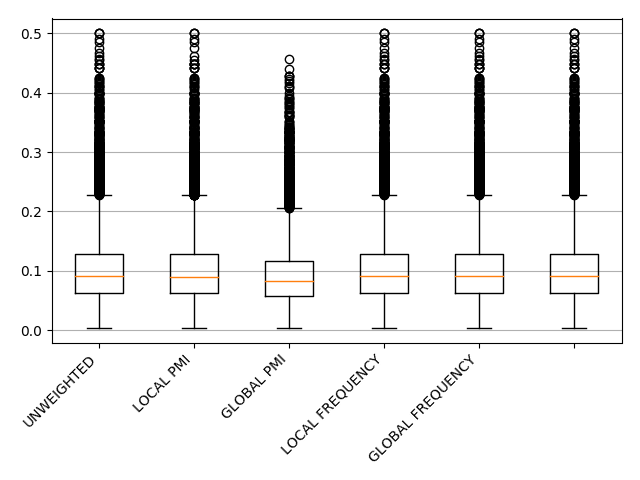 0.5
0.4
0.3
0.2
0.1
0.0
UNWEIGHTED
LOCAL PMI
GLOBAL PMI
LOCAL FREQUENCY
GLOBAL FREQUENCY